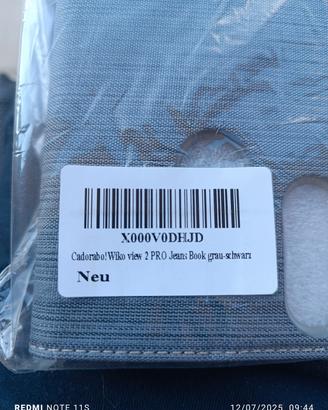 X000V0DHJD
Cadorabo! Wiko view 2 PRO Jeans Book grau-schwarz
Neu
REDMI NOTE 11S
12/07/2025 09:44